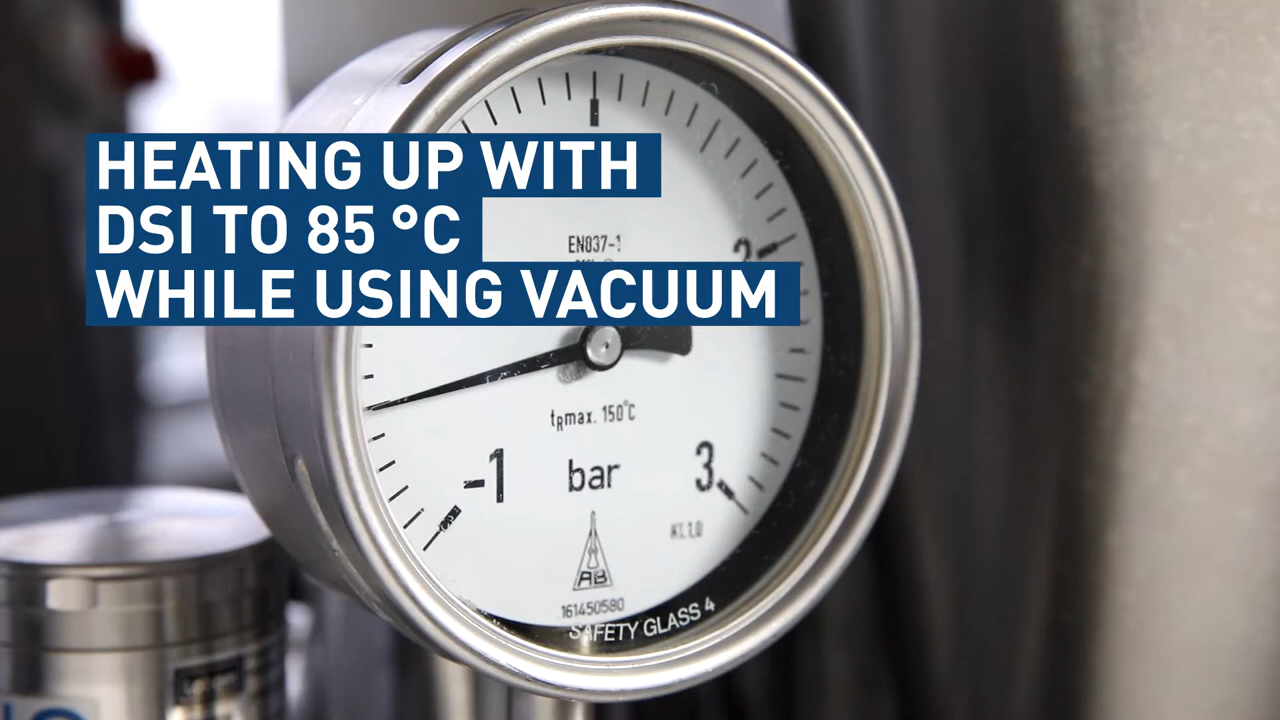 HEATING UP WITH
DSI TO 85 °C
WHILE USING VACUUM
EN837-1
2
tRmax. 150°C
-1
bar
3
Kl.1,0
AB
161450580
SAFETY GLASS 4